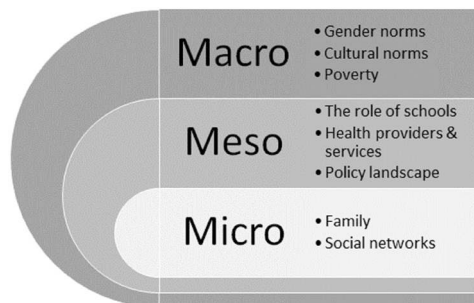 Macro
• Gender norms
• Cultural norms
• Poverty
Meso
• The role of schools
• Health providers &
services
• Policy landscape
Micro
• Family
• Social networks